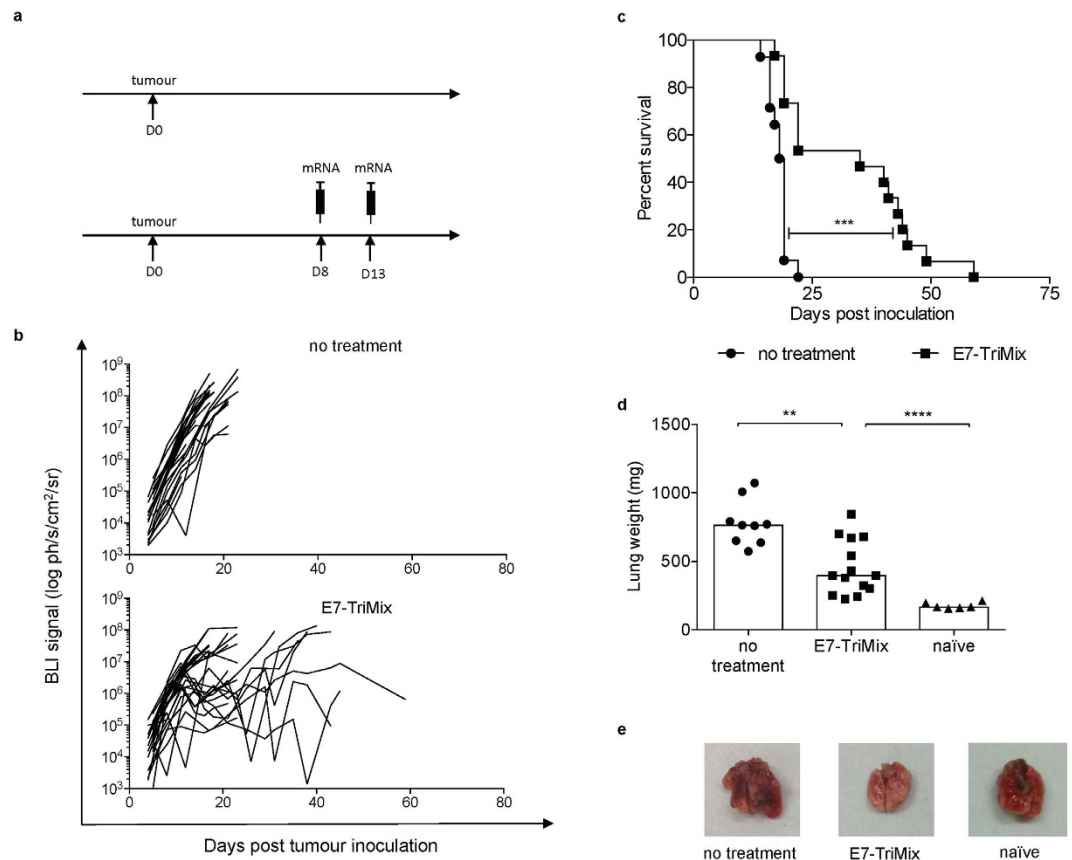 a
tumour
D0
mRNA mRNA
tumour
D0
D8
D13
b
BLI signal (log ph/s/cm²/sr)
no treatment
10⁹
10⁸
10⁷
10⁶
10⁵
10⁴
10³
0 20 40 60 80
E7-TriMix
10⁹
10⁸
10⁷
10⁶
10⁵
10⁴
10³
0 20 40 60 80
Days post tumour inoculation
c
Percent survival
100
80
60
40
20
0
***
0 25 50 75
Days post inoculation
no treatment E7-TriMix
d
Lung weight (mg)
1500
1000
500
0
** ****
no
treatment
E7-TriMix
naïve
e
no treatment E7-TriMix naïve